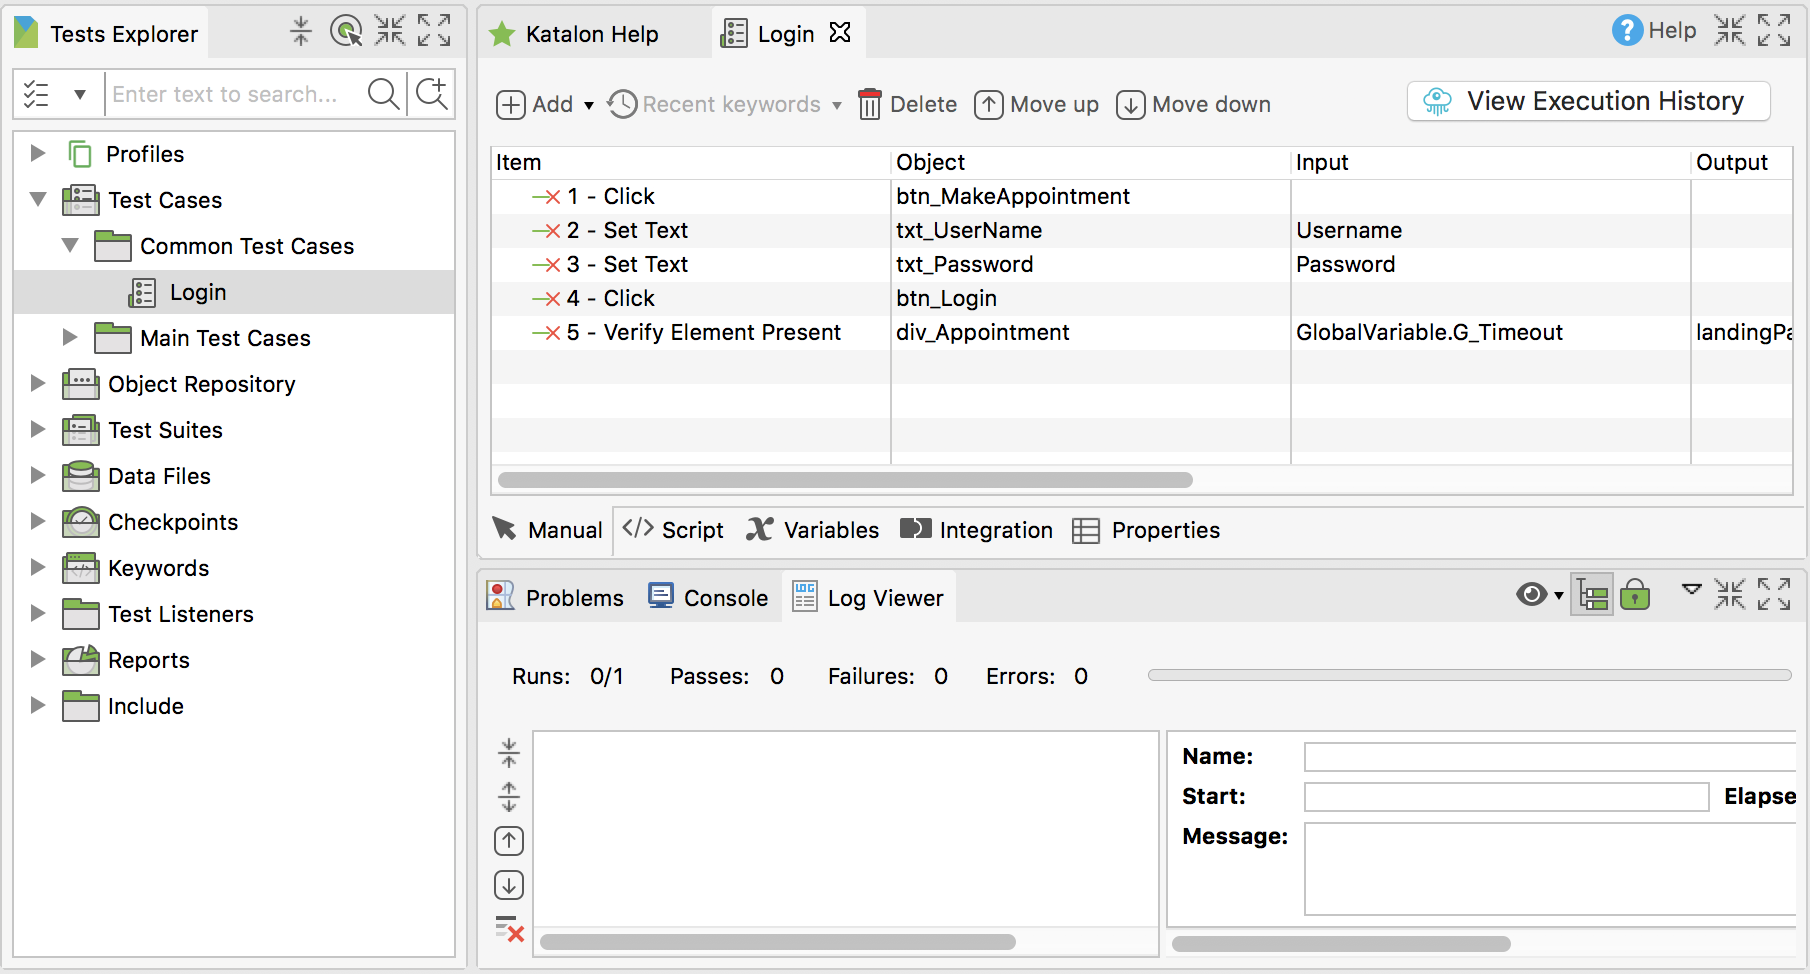 Tests Explorer
Enter text to search...
Profiles
Test Cases
Common Test Cases
Login
Main Test Cases
Object Repository
Test Suites
Data Files
Checkpoints
Keywords
Test Listeners
Reports
Include
Katalon Help
Login
Help
Add Recent keywords Delete Move up Move down
View Execution History
Item Object Input Output
1 - Click btn_MakeAppointment
2 - Set Text txt_UserName Username
3 - Set Text txt_Password Password
4 - Click btn_Login
5 - Verify Element Present div_Appointment GlobalVariable.G_Timeout landingPa
Manual </> Script Variables Integration Properties
Problems Console LOG Log Viewer
Runs: 0/1 Passes: 0 Failures: 0 Errors: 0
Name:
Start: Elapse
Message: